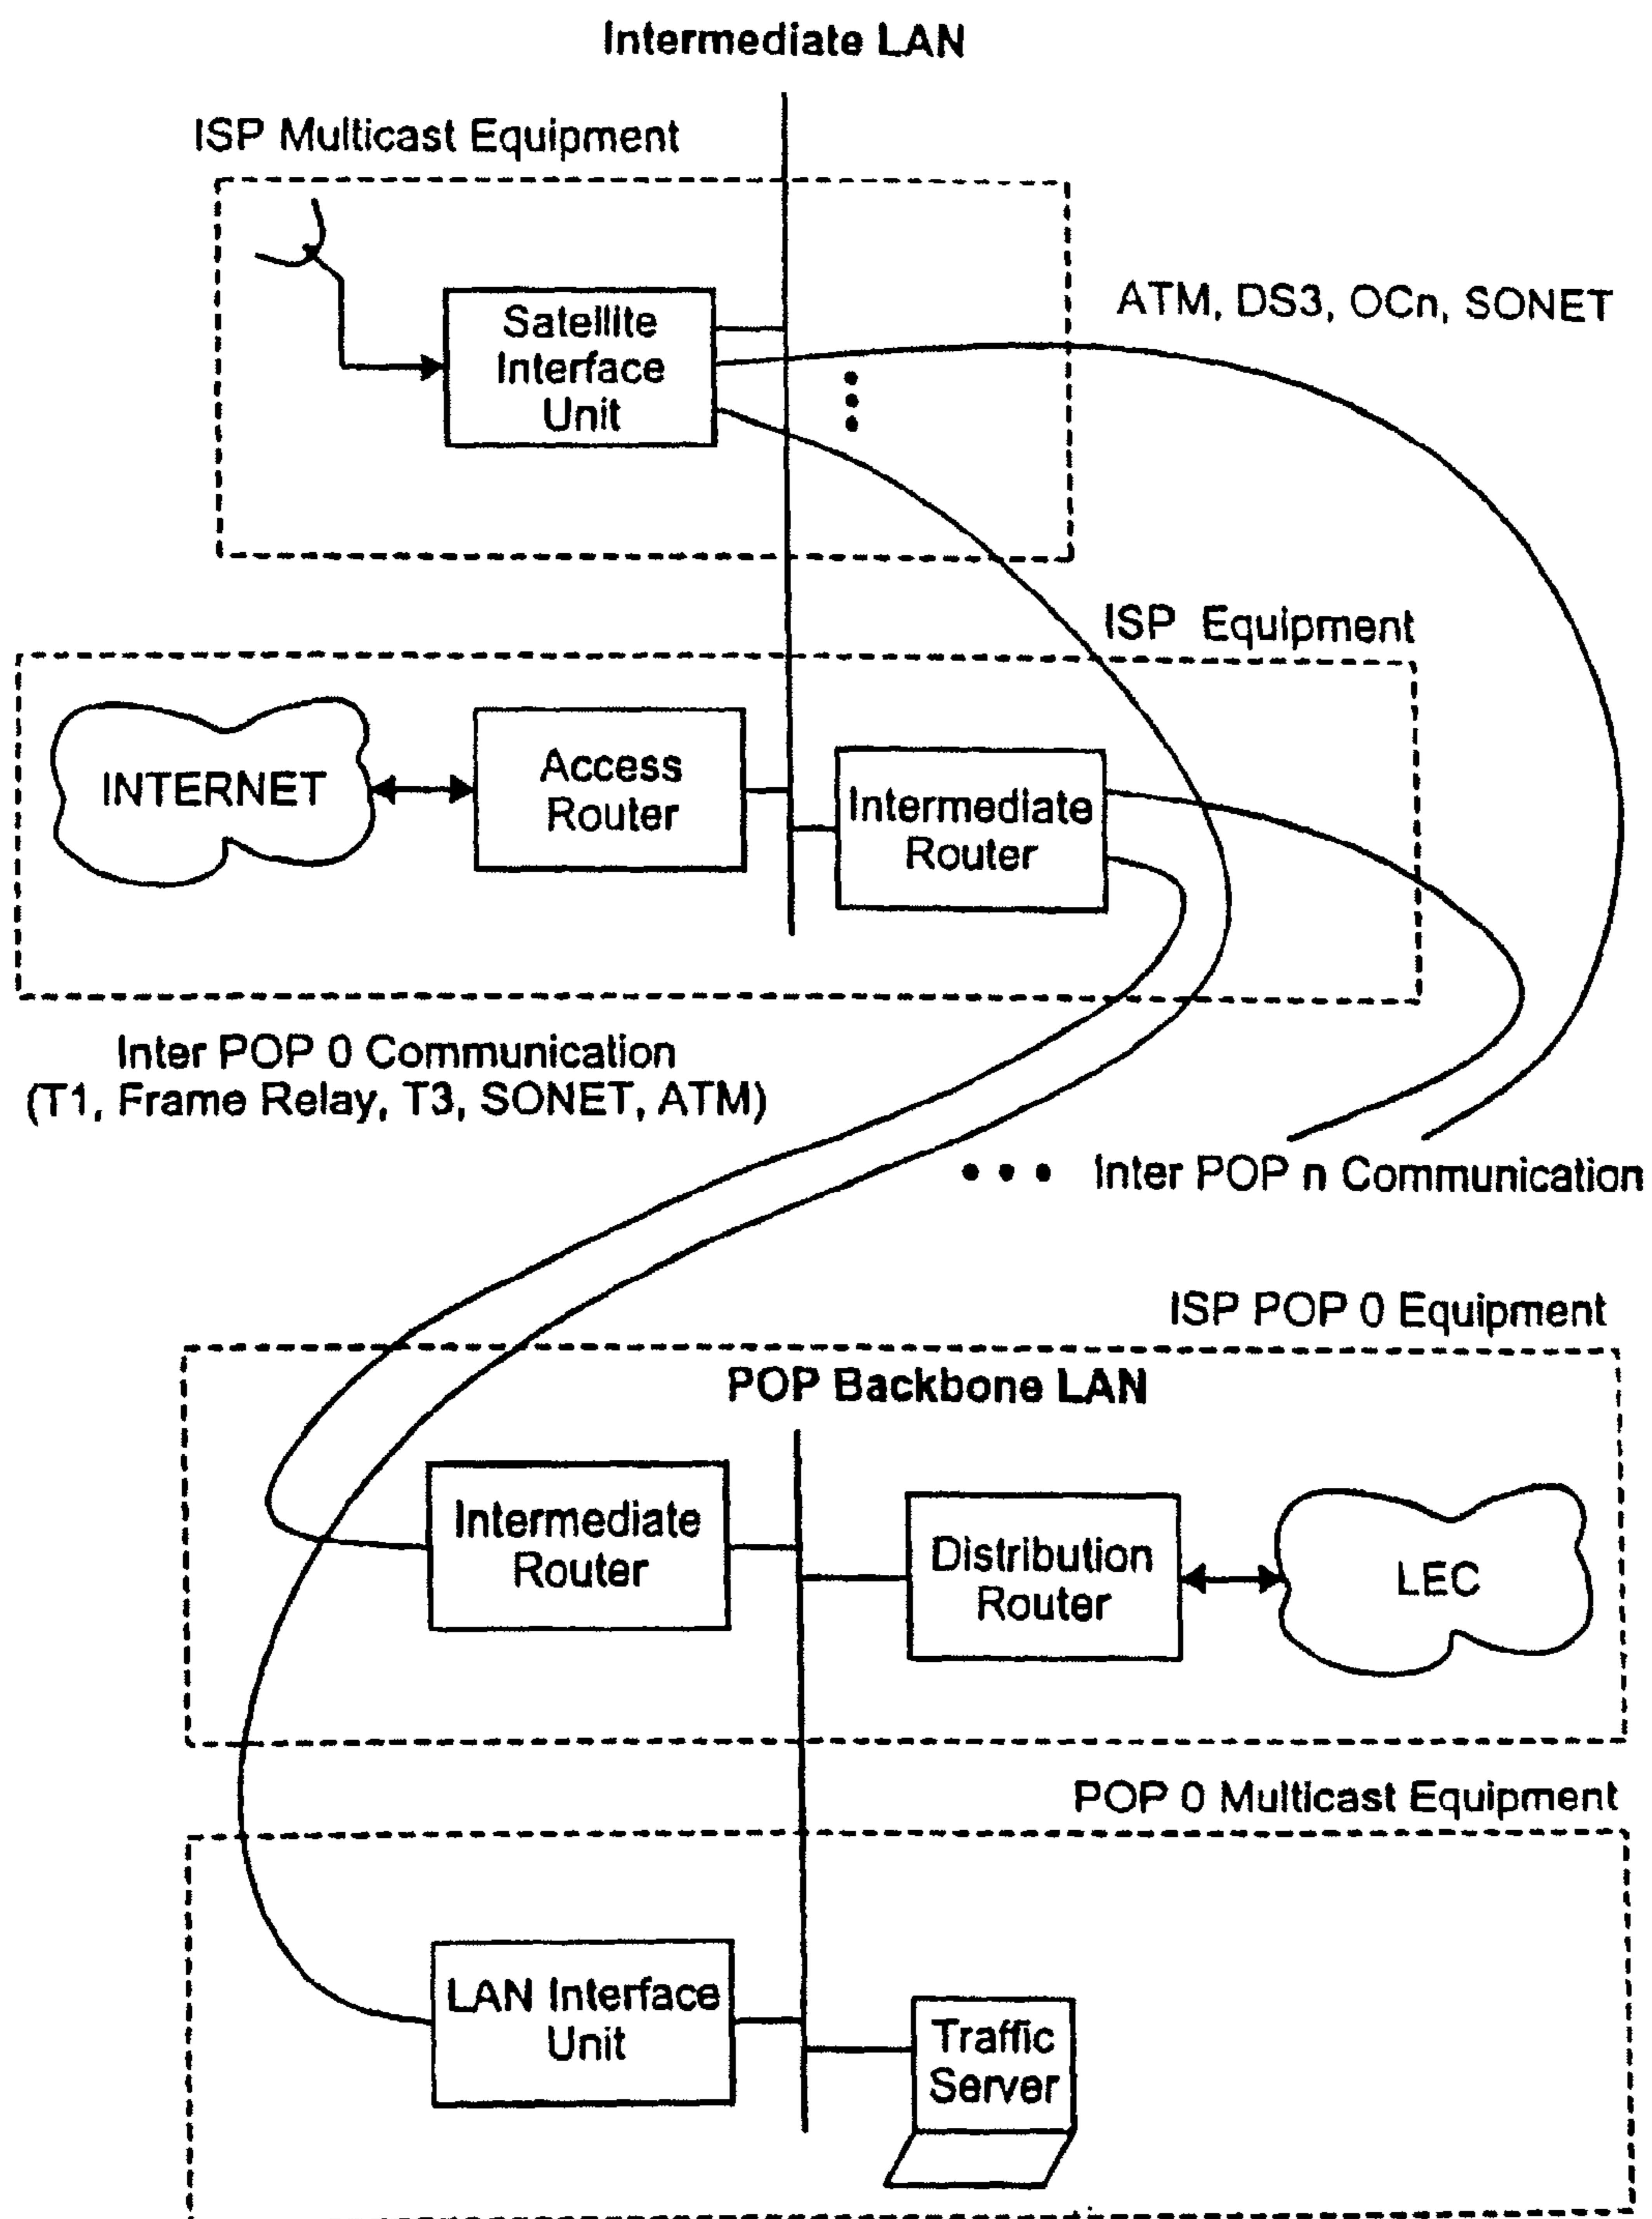 Intermediate LAN
ISP Multicast Equipment
Satellite
Interface
Unit
ATM, DS3, OCn, SONET
ISP Equipment
INTERNET
Access
Router
Intermediate
Router
Inter POP 0 Communication
(T1, Frame Relay, T3, SONET, ATM)
• • • Inter POP n Communication
ISP POP 0 Equipment
POP Backbone LAN
Intermediate
Router
Distribution
Router
LEC
POP 0 Multicast Equipment
LAN Interface
Unit
Traffic
Server